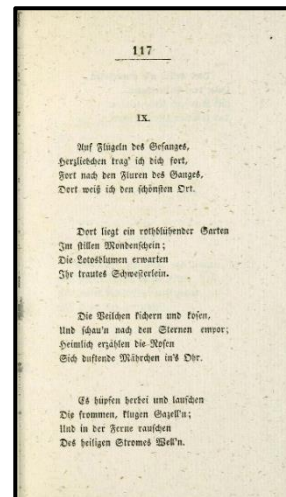 117
IX.
Auf Flügeln des Gesanges,
Herzliebchen trag' ich dich fort,
Fort nach den Fluren des Ganges,
Dort weiß ich den schönsten Ort.
Dort liegt ein rothblühender Garten
Im stillen Mondenschein;
Die Lotosblumen erwarten
Ihr trautes Schwesterlein.
Die Veilchen kichern und kosen,
Und schau'n nach den Sternen empor;
Heimlich erzählen die Rosen
Sich duftende Mährchen in's Ohr.
Es hüpfen herbei und lauschen
Die frommen, klugen Gazell'n;
Und in der Ferne rauschen
Des heiligen Stromes Well'n.